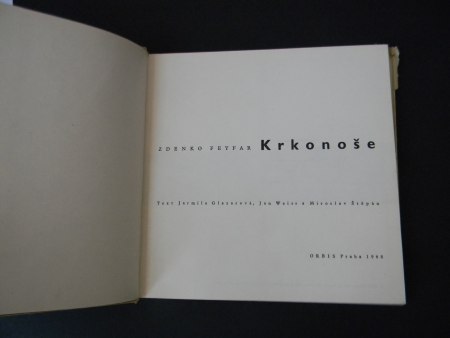 ZDENKO FEYFAR Krkonoše
Text Jarmila Glazarová, Jan Weiss a Miroslav Štěpán
ORBIS Praha 1960